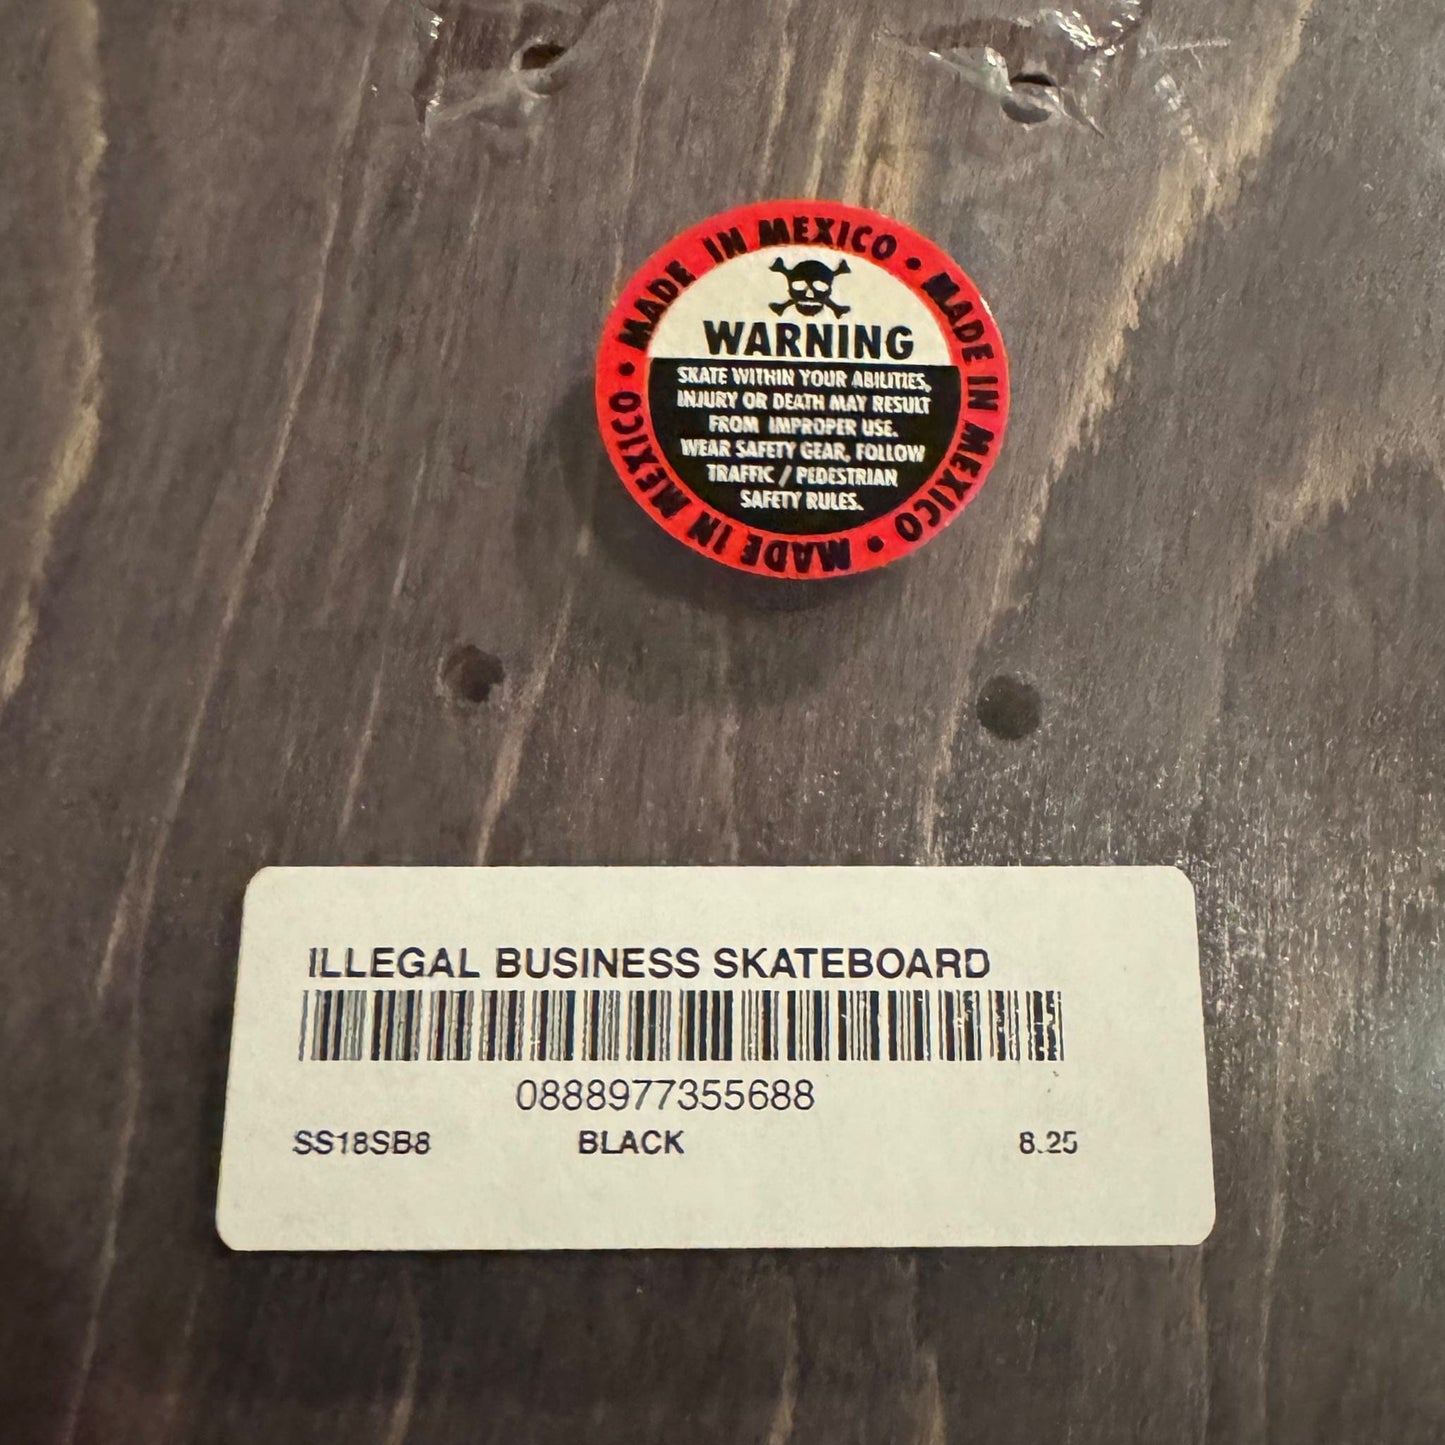 MADE IN MEXICO • MADE IN MEXICO • MADE IN MEXICO •
WARNING
SKATE WITHIN YOUR ABILITIES,
INJURY OR DEATH MAY RESULT
FROM IMPROPER USE.
WEAR SAFETY GEAR, FOLLOW
TRAFFIC / PEDESTRIAN
SAFETY RULES.
ILLEGAL BUSINESS SKATEBOARD
0888977355688
SS18SB8 BLACK 8.25